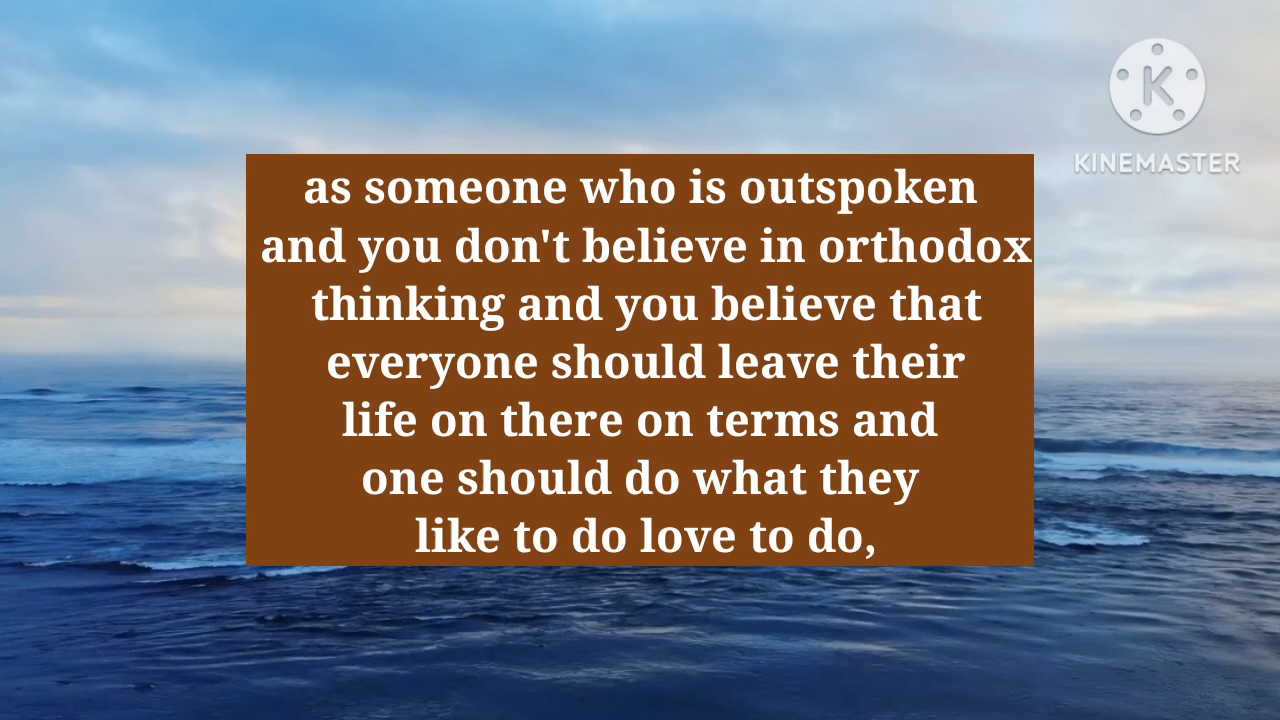 K
KINEMASTER
as someone who is outspoken
and you don't believe in orthodox
thinking and you believe that
everyone should leave their
life on there on terms and
one should do what they
like to do love to do,